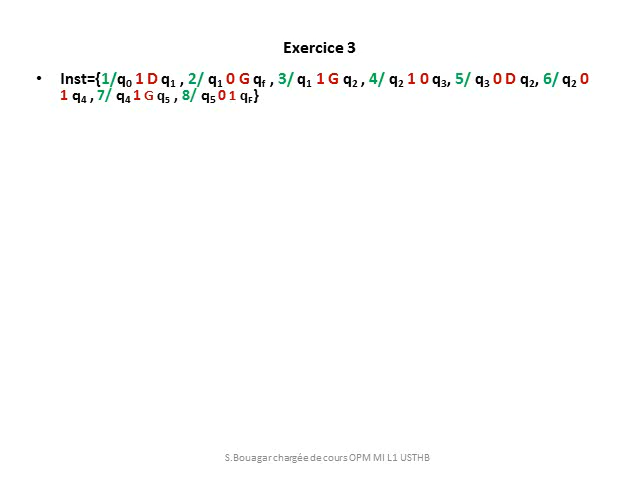 Exercice 3
• Inst={1/q0 1 D q1 , 2/ q1 0 G qf , 3/ q1 1 G q2 , 4/ q2 1 0 q3, 5/ q3 0 D q2, 6/ q2 0
1 q4 , 7/ q4 1 G q5 , 8/ q5 0 1 qF}
S.Bouagar chargée de cours OPM MI L1 USTHB